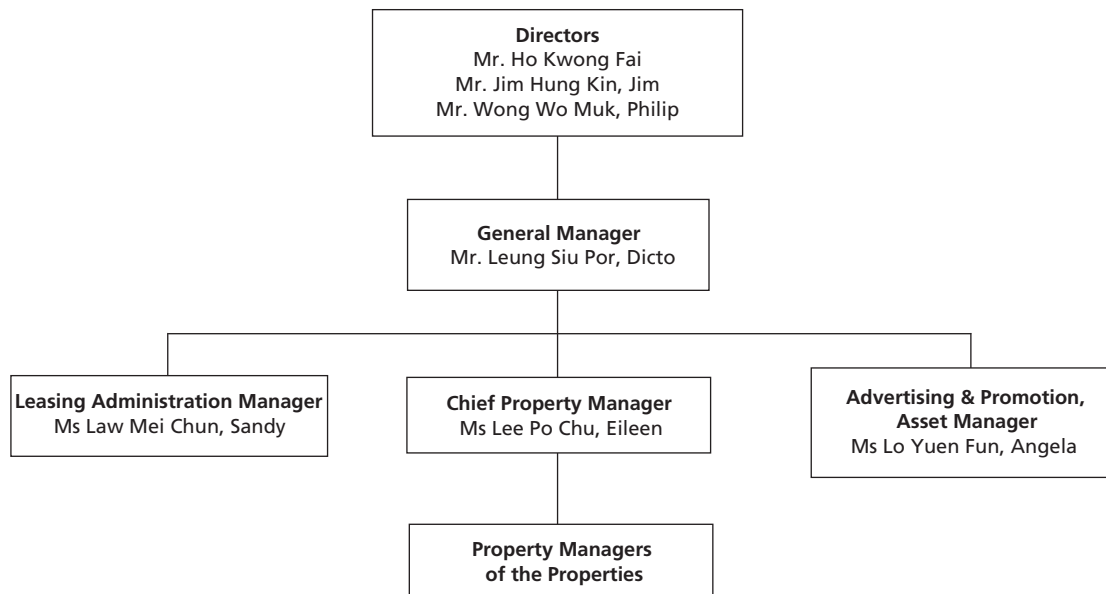 Directors
Mr. Ho Kwong Fai
Mr. Jim Hung Kin, Jim
Mr. Wong Wo Muk, Philip
General Manager
Mr. Leung Siu Por, Dicto
Leasing Administration Manager
Ms Law Mei Chun, Sandy
Chief Property Manager
Ms Lee Po Chu, Eileen
Advertising & Promotion,
Asset Manager
Ms Lo Yuen Fun, Angela
Property Managers
of the Properties